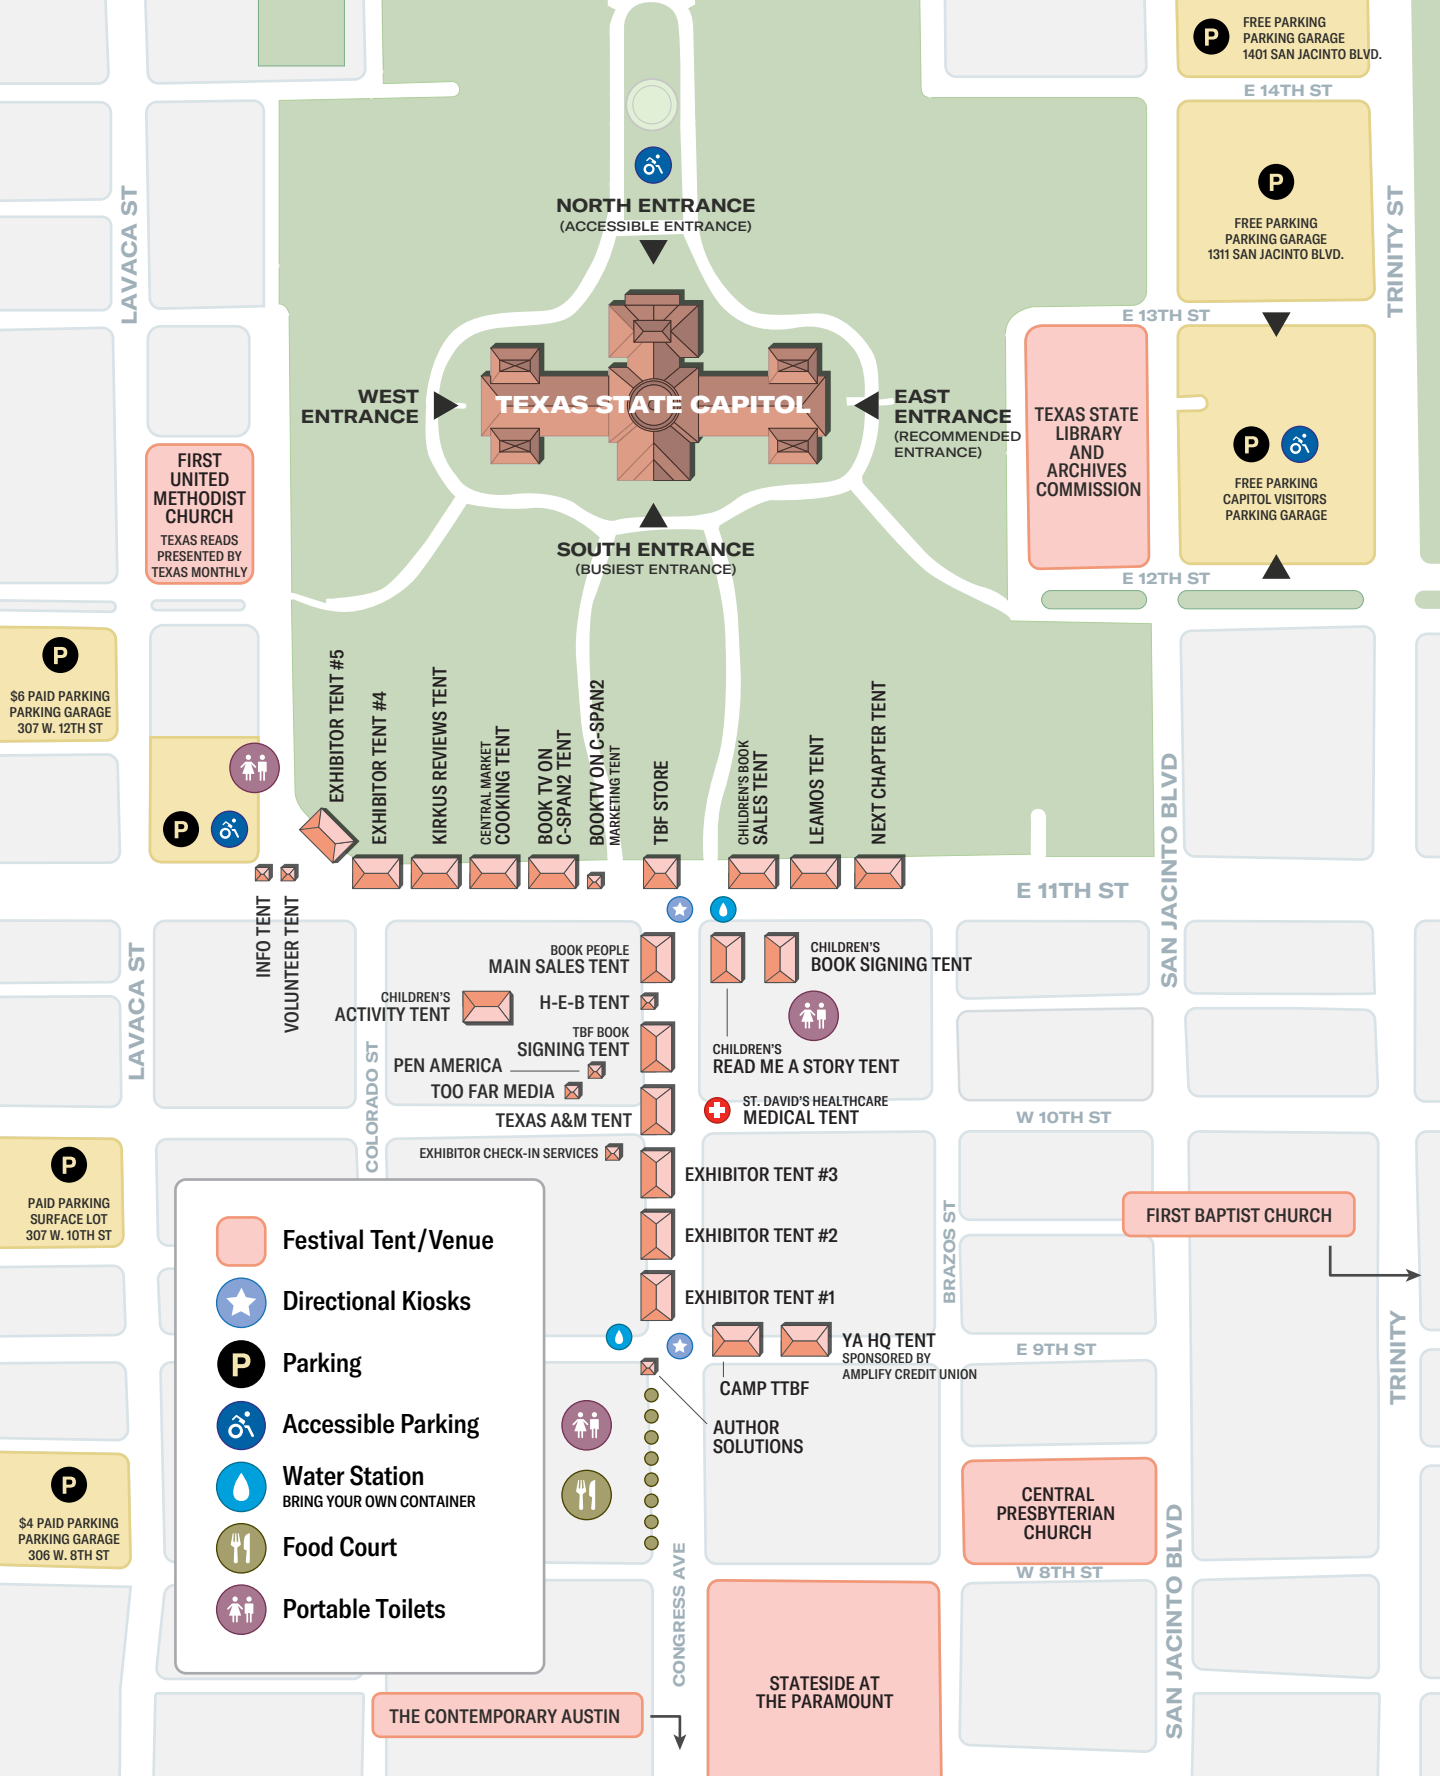 FREE PARKING
PARKING GARAGE
1401 SAN JACINTO BLVD.
E 14TH ST
P
P
FREE PARKING
PARKING GARAGE
1311 SAN JACINTO BLVD.
LAVACA ST
TRINITY ST
NORTH ENTRANCE
(ACCESSIBLE ENTRANCE)
E 13TH ST
WEST
ENTRANCE
TEXAS STATE CAPITOL
EAST
ENTRANCE
(RECOMMENDED
ENTRANCE)
TEXAS STATE
LIBRARY
AND
ARCHIVES
COMMISSION
P
FREE PARKING
CAPITOL VISITORS
PARKING GARAGE
FIRST
UNITED
METHODIST
CHURCH
TEXAS READS
PRESENTED BY
TEXAS MONTHLY
SOUTH ENTRANCE
(BUSIEST ENTRANCE)
E 12TH ST
P
$6 PAID PARKING
PARKING GARAGE
307 W. 12TH ST
P
EXHIBITOR TENT #5
EXHIBITOR TENT #4
KIRKUS REVIEWS TENT
CENTRAL MARKET
COOKING TENT
BOOK TV ON
C-SPAN2 TENT
BOOKTV ON C-SPAN2
MARKETING TENT
TBF STORE
CHILDREN'S BOOK
SALES TENT
LEAMOS TENT
NEXT CHAPTER TENT
SAN JACINTO BLVD
E 11TH ST
INFO TENT
VOLUNTEER TENT
LAVACA ST
COLORADO ST
BOOK PEOPLE
MAIN SALES TENT
CHILDREN'S
BOOK SIGNING TENT
CHILDREN'S
ACTIVITY TENT
H-E-B TENT
TBF BOOK
SIGNING TENT
CHILDREN'S
READ ME A STORY TENT
PEN AMERICA
TOO FAR MEDIA
TEXAS A&M TENT
ST. DAVID'S HEALTHCARE
MEDICAL TENT
W 10TH ST
EXHIBITOR CHECK-IN SERVICES
EXHIBITOR TENT #3
P
PAID PARKING
SURFACE LOT
307 W. 10TH ST
EXHIBITOR TENT #2
BRAZOS ST
FIRST BAPTIST CHURCH
EXHIBITOR TENT #1
TRINITY
YA HQ TENT
SPONSORED BY
AMPLIFY CREDIT UNION
E 9TH ST
CAMP TTBF
AUTHOR
SOLUTIONS
Festival Tent/Venue
Directional Kiosks
P
Parking
Accessible Parking
Water Station
BRING YOUR OWN CONTAINER
Food Court
Portable Toilets
P
$4 PAID PARKING
PARKING GARAGE
306 W. 8TH ST
CENTRAL
PRESBYTERIAN
CHURCH
W 8TH ST
CONGRESS AVE
SAN JACINTO BLVD
STATESIDE AT
THE PARAMOUNT
THE CONTEMPORARY AUSTIN